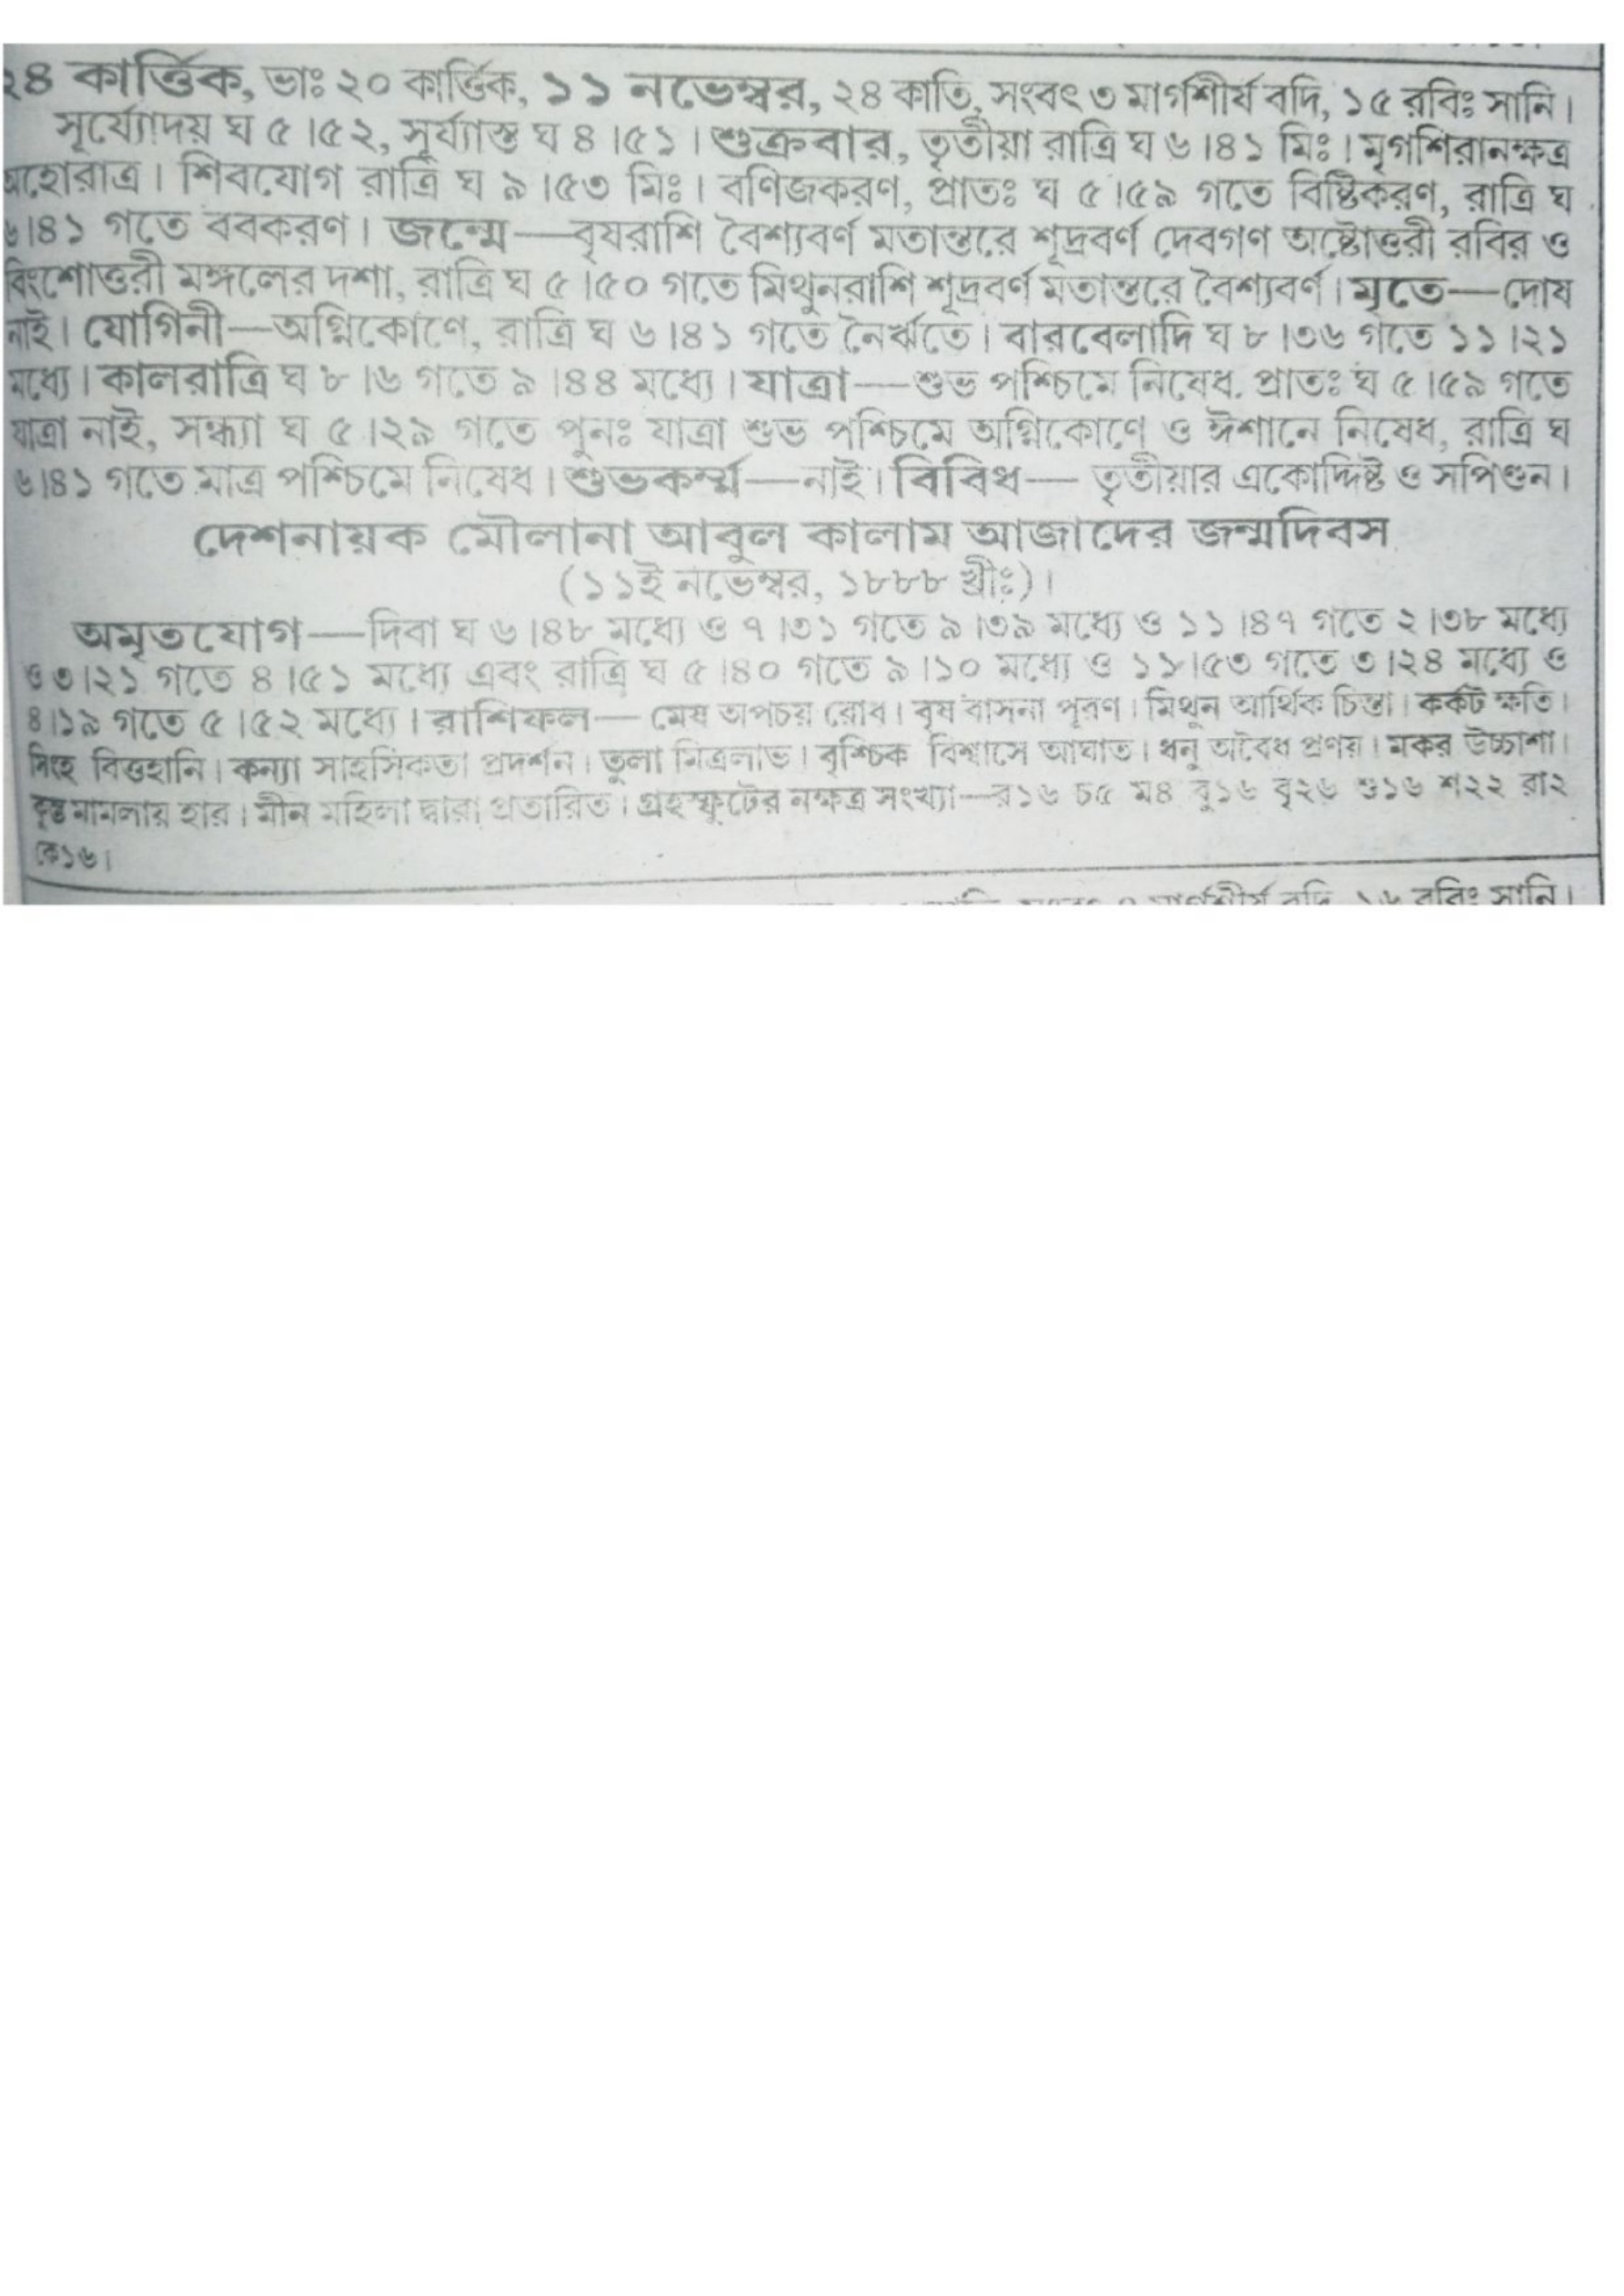 ২৪ কার্ত্তিক, ভাঃ ২০ কার্ত্তিক, ১১ নভেম্বর, ২৪ কাতি, সংবৎ ৩ মার্গশীর্ষ বদি, ১৫ রবিঃ সানি।
সূর্য্যোদয় ঘ ৫।৫২, সূর্য্যাস্ত ঘ ৪।৫১। শুক্রবার, তৃতীয়া রাত্রি ঘ ৬।৪১ মিঃ। মৃগশিরানক্ষত্র
অহোরাত্র। শিবযোগ রাত্রি ঘ ৯।৫৩ মিঃ। বণিজকরণ, প্রাতঃ ঘ ৫।৫৯ গতে বিষ্টিকরণ, রাত্রি ঘ
৬।৪১ গতে ববকরণ। জন্মে—বৃষরাশি বৈশ্যবর্ণ মতান্তরে শূদ্রবর্ণ দেবগণ অষ্টোত্তরী রবির ও
বিংশোত্তরী মঙ্গলের দশা, রাত্রি ঘ ৫।৫০ গতে মিথুনরাশি শূদ্রবর্ণ মতান্তরে বৈশ্যবর্ণ। মৃতে—দোষ
নাই। যোগিনী—অগ্নিকোণে, রাত্রি ঘ ৬।৪১ গতে নৈর্ঋতে। বারবেলাদি ঘ ৮।৩৬ গতে ১১।২১
মধ্যে। কালরাত্রি ঘ ৮।৬ গতে ৯।৪৪ মধ্যে। যাত্রা—শুভ পশ্চিমে নিষেধ. প্রাতঃ ঘ ৫।৫৯ গতে
যাত্রা নাই, সন্ধ্যা ঘ ৫।২৯ গতে পুনঃ যাত্রা শুভ পশ্চিমে অগ্নিকোণে ও ঈশানে নিষেধ, রাত্রি ঘ
৬।৪১ গতে মাত্র পশ্চিমে নিষেধ। শুভকর্ম্ম—নাই। বিবিধ— তৃতীয়ার একোদ্দিষ্ট ও সপিণ্ডন।
দেশনায়ক মৌলানা আবুল কালাম আজাদের জন্মদিবস
(১১ই নভেম্বর, ১৮৮৮ খ্রীঃ)।
অমৃতযোগ—দিবা ঘ ৬।৪৮ মধ্যে ও ৭।৩১ গতে ৯।৩৯ মধ্যে ও ১১।৪৭ গতে ২।৩৮ মধ্যে
ও ৩।২১ গতে ৪।৫১ মধ্যে এবং রাত্রি ঘ ৫।৪০ গতে ৯।১০ মধ্যে ও ১১।৫৩ গতে ৩।২৪ মধ্যে ও
৪।১৯ গতে ৫।৫২ মধ্যে। রাশিফল— মেষ অপচয় রোধ। বৃষ বাসনা পূরণ। মিথুন আর্থিক চিন্তা। কর্কট ক্ষতি।
সিংহ বিত্তহানি। কন্যা সাহসিকতা প্রদর্শন। তুলা মিত্রলাভ। বৃশ্চিক বিশ্বাসে আঘাত। ধনু অবৈধ প্রণয়। মকর উচ্চাশা।
কুম্ভ মামলায় হার। মীন মহিলা দ্বারা প্রতারিত। গ্রহস্ফুটের নক্ষত্র সংখ্যা—র১৬ চ৫ ম৪ বু১৬ বৃ২৬ শু১৬ শ২২ রা২
কে১৬।
মার্গশীর্ষ বদি, ১৬ রবিঃ সানি।